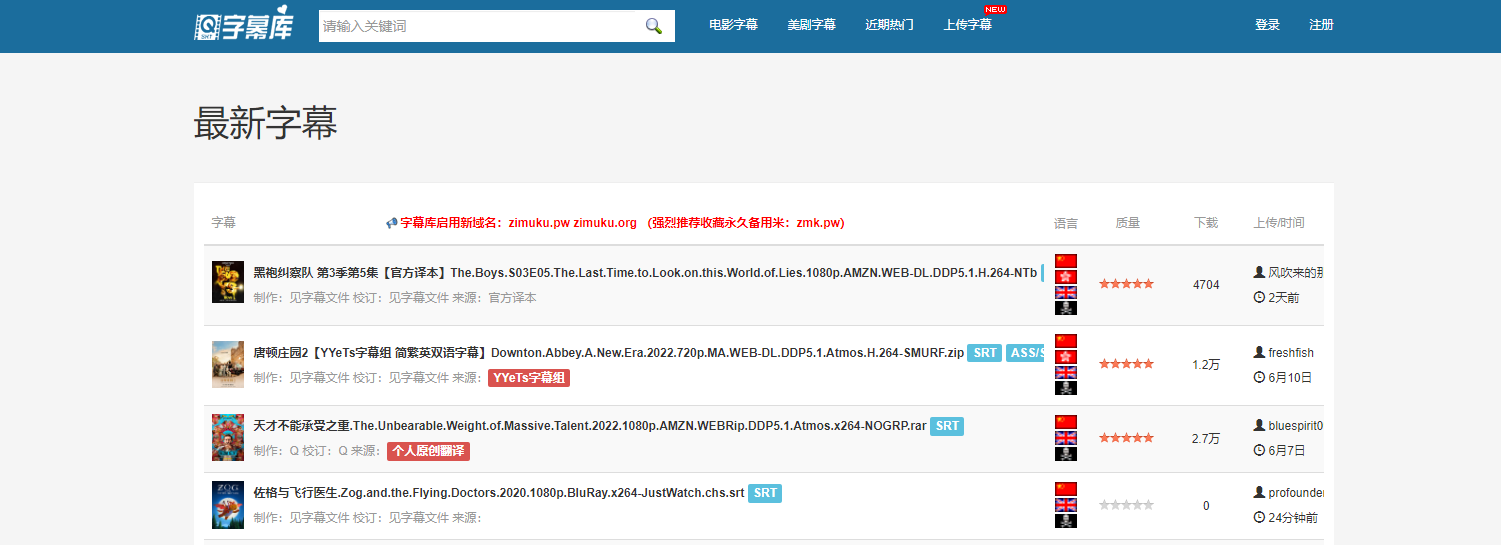 字幕库
请输入关键词
电影字幕 美剧字幕 近期热门 上传字幕 NEW
登录 注册
最新字幕
字幕 字幕库启用新域名：zimuku.pw zimuku.org （强烈推荐收藏永久备用米：zmk.pw） 语言 质量 下载 上传/时间
黑袍纠察队 第3季第5集【官方译本】The.Boys.S03E05.The.Last.Time.to.Look.on.this.World.of.Lies.1080p.AMZN.WEB-DL.DDP5.1.H.264-NTb
制作：见字幕文件 校订：见字幕文件 来源：官方译本
4704
风吹来的那
2天前
唐顿庄园2【YYeTs字幕组 简繁英双语字幕】Downton.Abbey.A.New.Era.2022.720p.MA.WEB-DL.DDP5.1.Atmos.H.264-SMURF.zip SRT ASS/S
制作：见字幕文件 校订：见字幕文件 来源：YYeTs字幕组
1.2万
freshfish
6月10日
天才不能承受之重.The.Unbearable.Weight.of.Massive.Talent.2022.1080p.AMZN.WEBRip.DDP5.1.Atmos.x264-NOGRP.rar SRT
制作：Q 校订：Q 来源：个人原创翻译
2.7万
bluespirit0
6月7日
佐格与飞行医生.Zog.and.the.Flying.Doctors.2020.1080p.BluRay.x264-JustWatch.chs.srt SRT
制作：见字幕文件 校订：见字幕文件 来源：
0
profounder
24分钟前